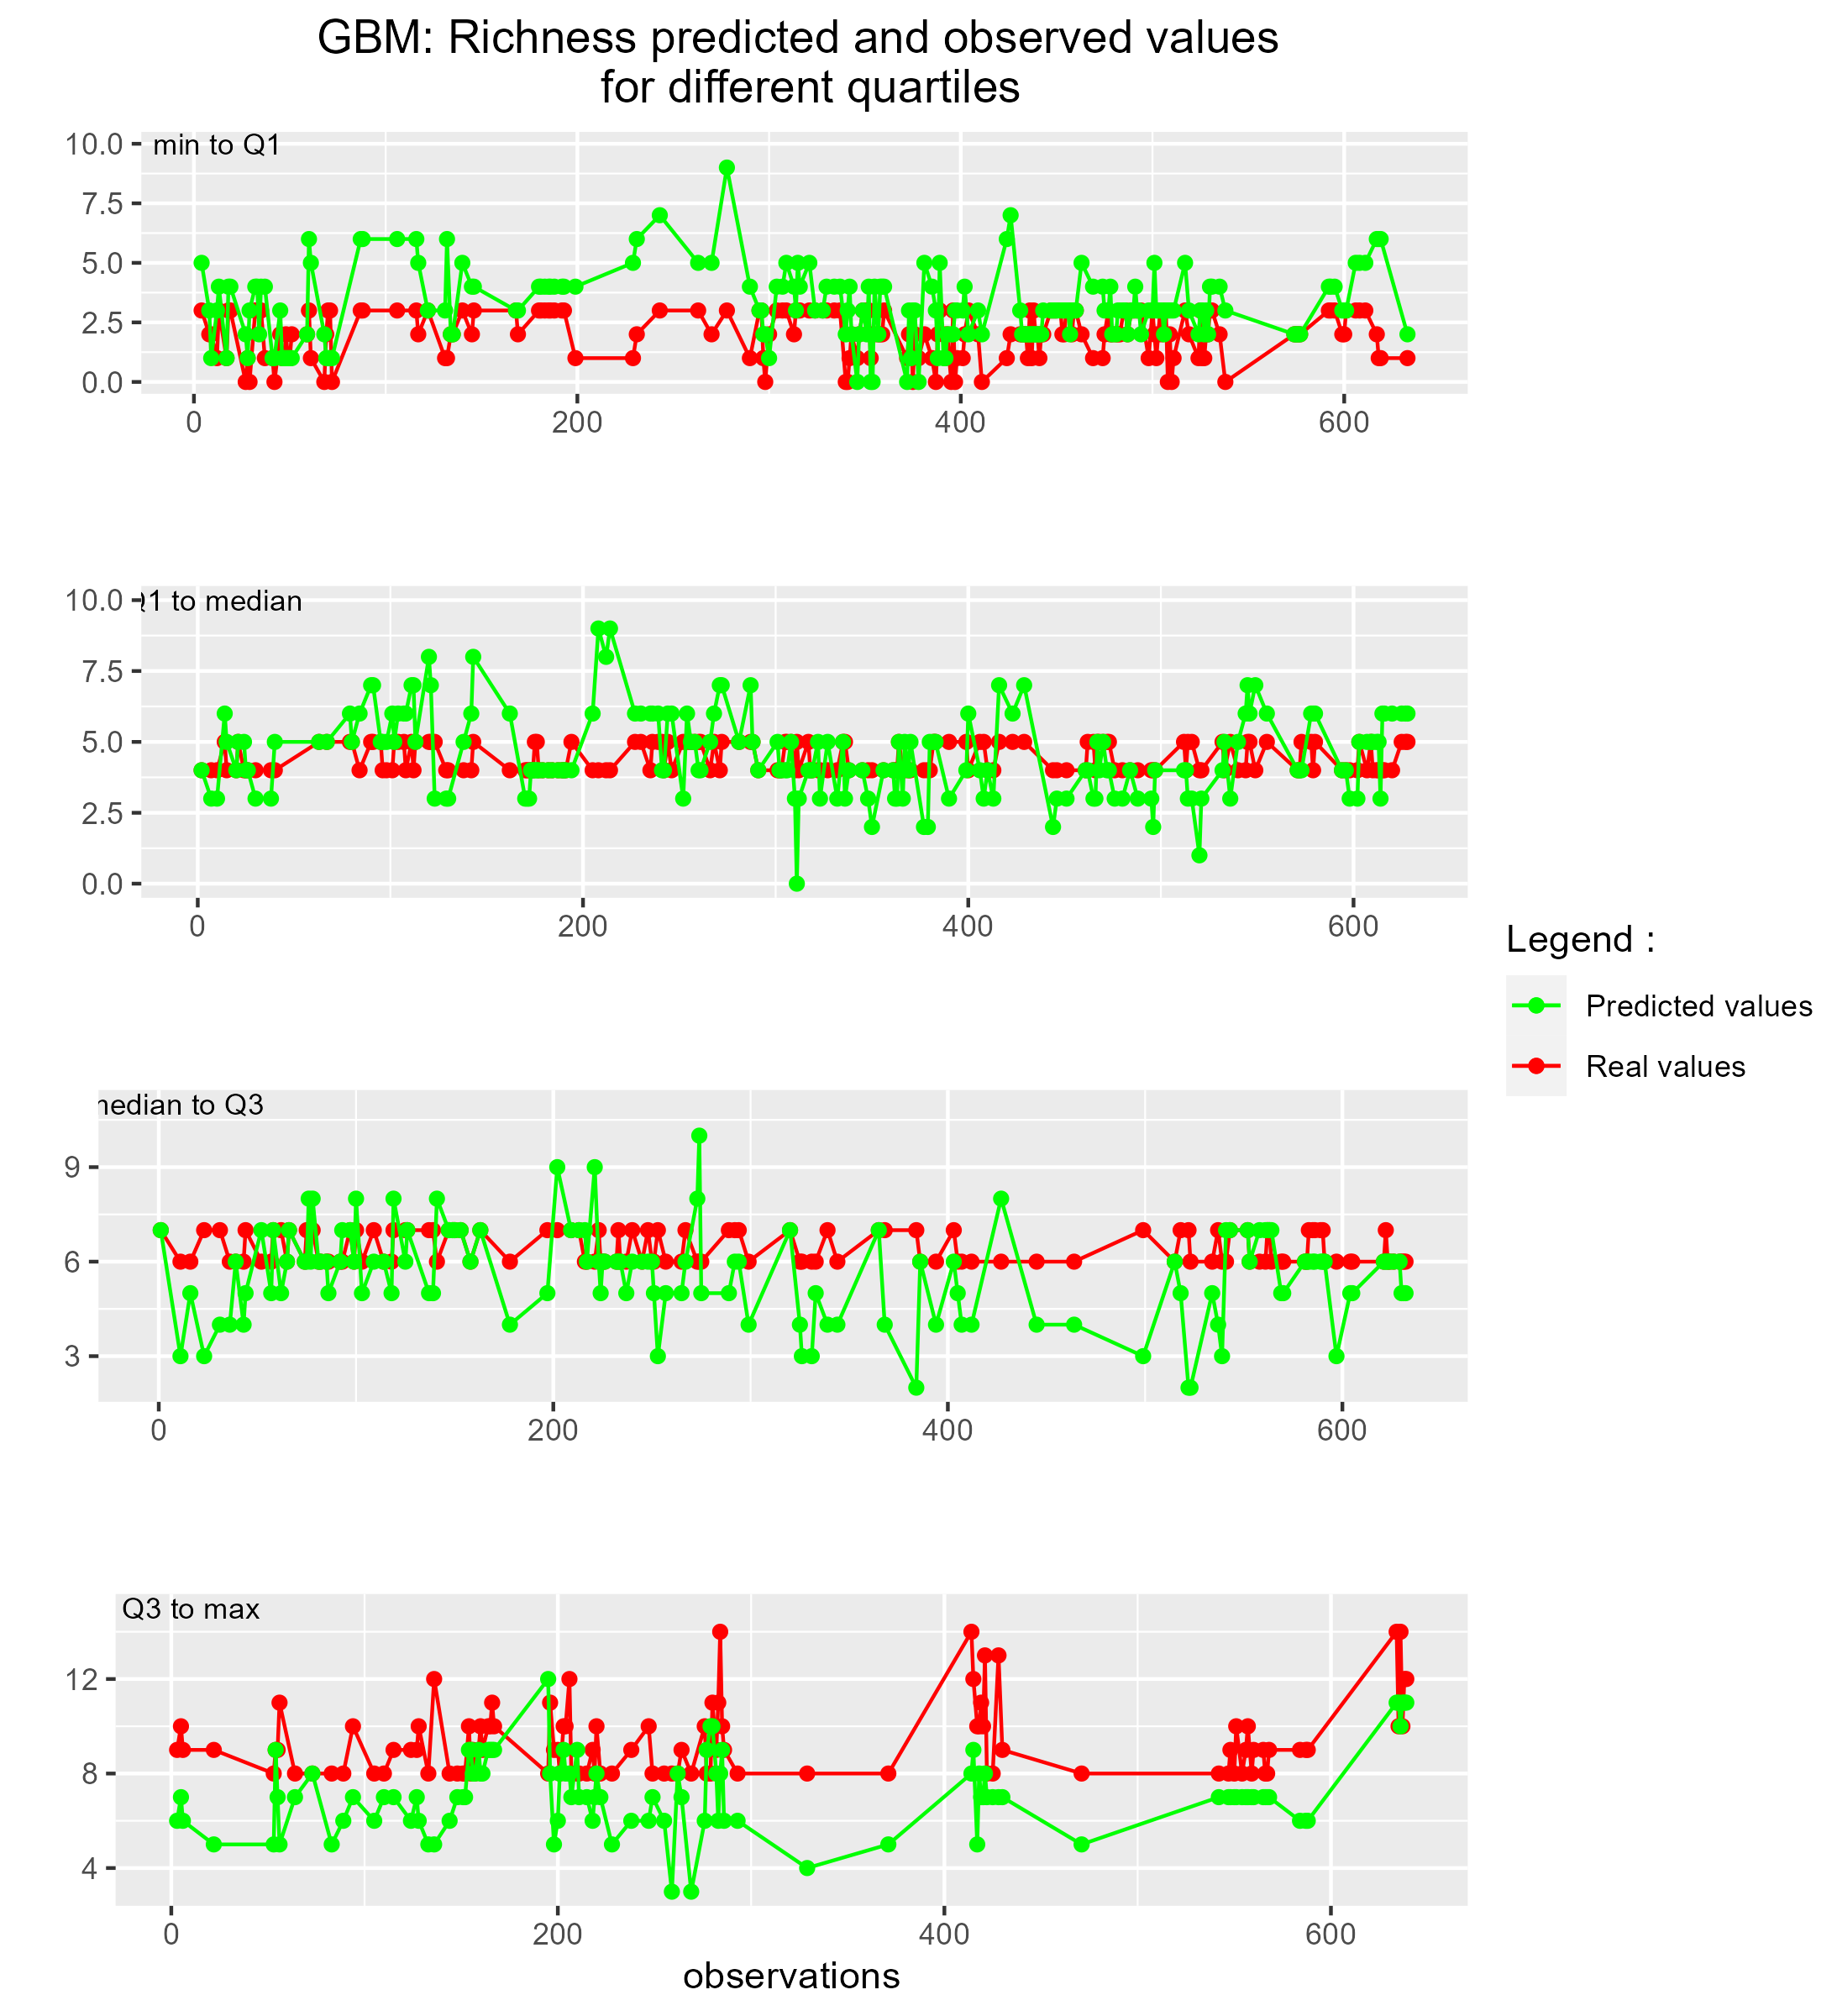 GBM: Richness predicted and observed values
for different quartiles
min to Q1
10.0
7.5
5.0
2.5
0.0
0 200 400 600
1 to median
10.0
7.5
5.0
2.5
0.0
0 200 400 600
Legend :
Predicted values
Real values
to Q3
9
6
3
0 200 400 600
Q3 to max
12
8
4
0 200 400 600
observations